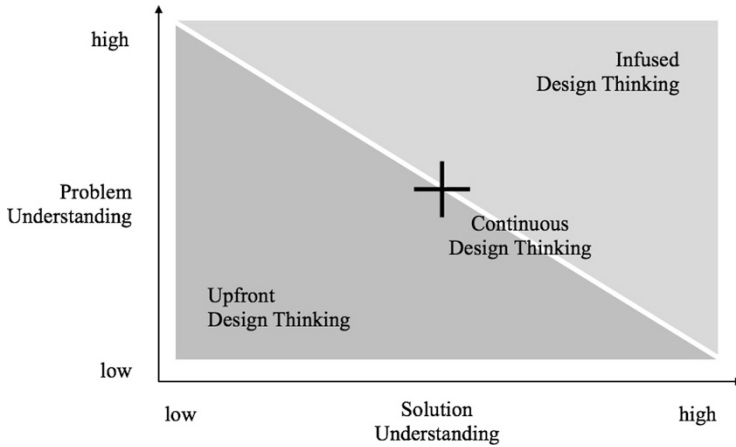 high
Infused
Design Thinking
Problem
Understanding
Continuous
Design Thinking
Upfront
Design Thinking
low
low
Solution
Understanding
high